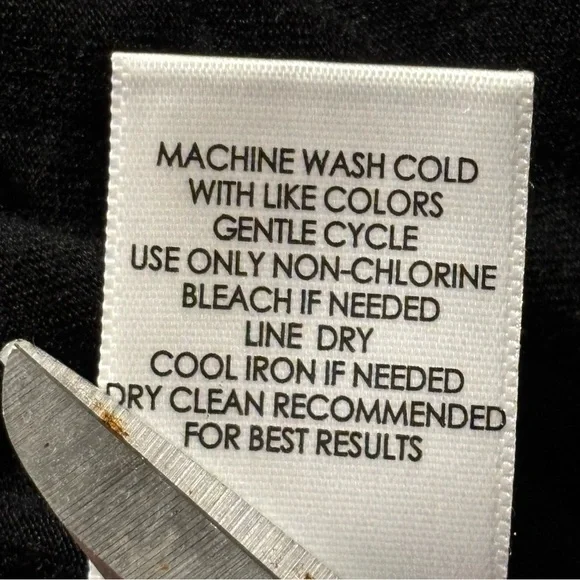 MACHINE WASH COLD
WITH LIKE COLORS
GENTLE CYCLE
USE ONLY NON-CHLORINE
BLEACH IF NEEDED
LINE DRY
COOL IRON IF NEEDED
DRY CLEAN RECOMMENDED
FOR BEST RESULTS